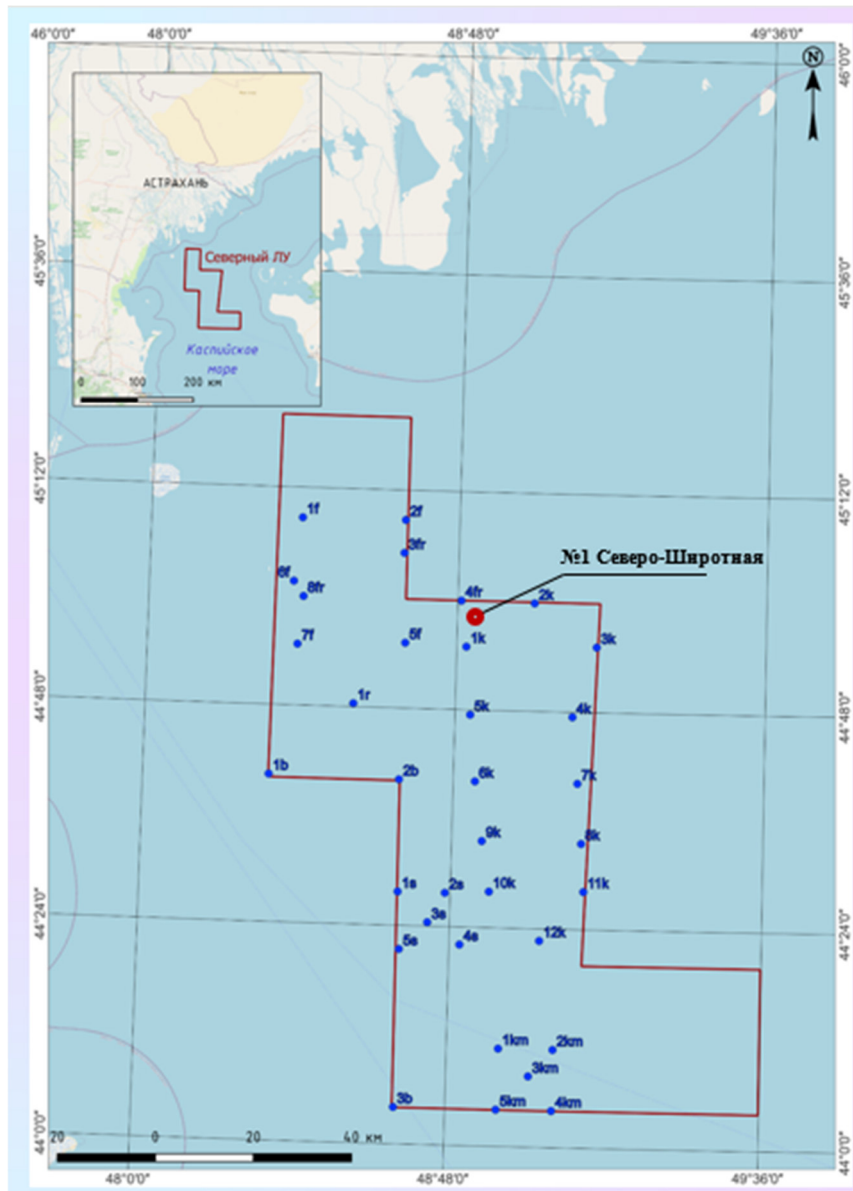 46°0'0" 48°0'0" 48°48'0" 49°36'0"
N
46°0'0"
АСТРАХАНЬ
Северный ЛУ
45°36'0"
45°36'0"
Каспийское
море
0 100 200 км
45°12'0"
45°12'0"
1f
2f
3fr
№1 Северо-Широтная
6f
8fr
4fr
2k
7f
5f
1k
3k
1r
44°48'0"
44°48'0"
5k
4k
1b
2b
6k
7k
9k
8k
1s
2s
10k
11k
3s
44°24'0"
44°24'0"
5s
4s
12k
1km
2km
3km
3b
5km
4km
44°0'0"
44°0'0"
20 0 20 40 км
48°0'0" 48°48'0" 49°36'0"